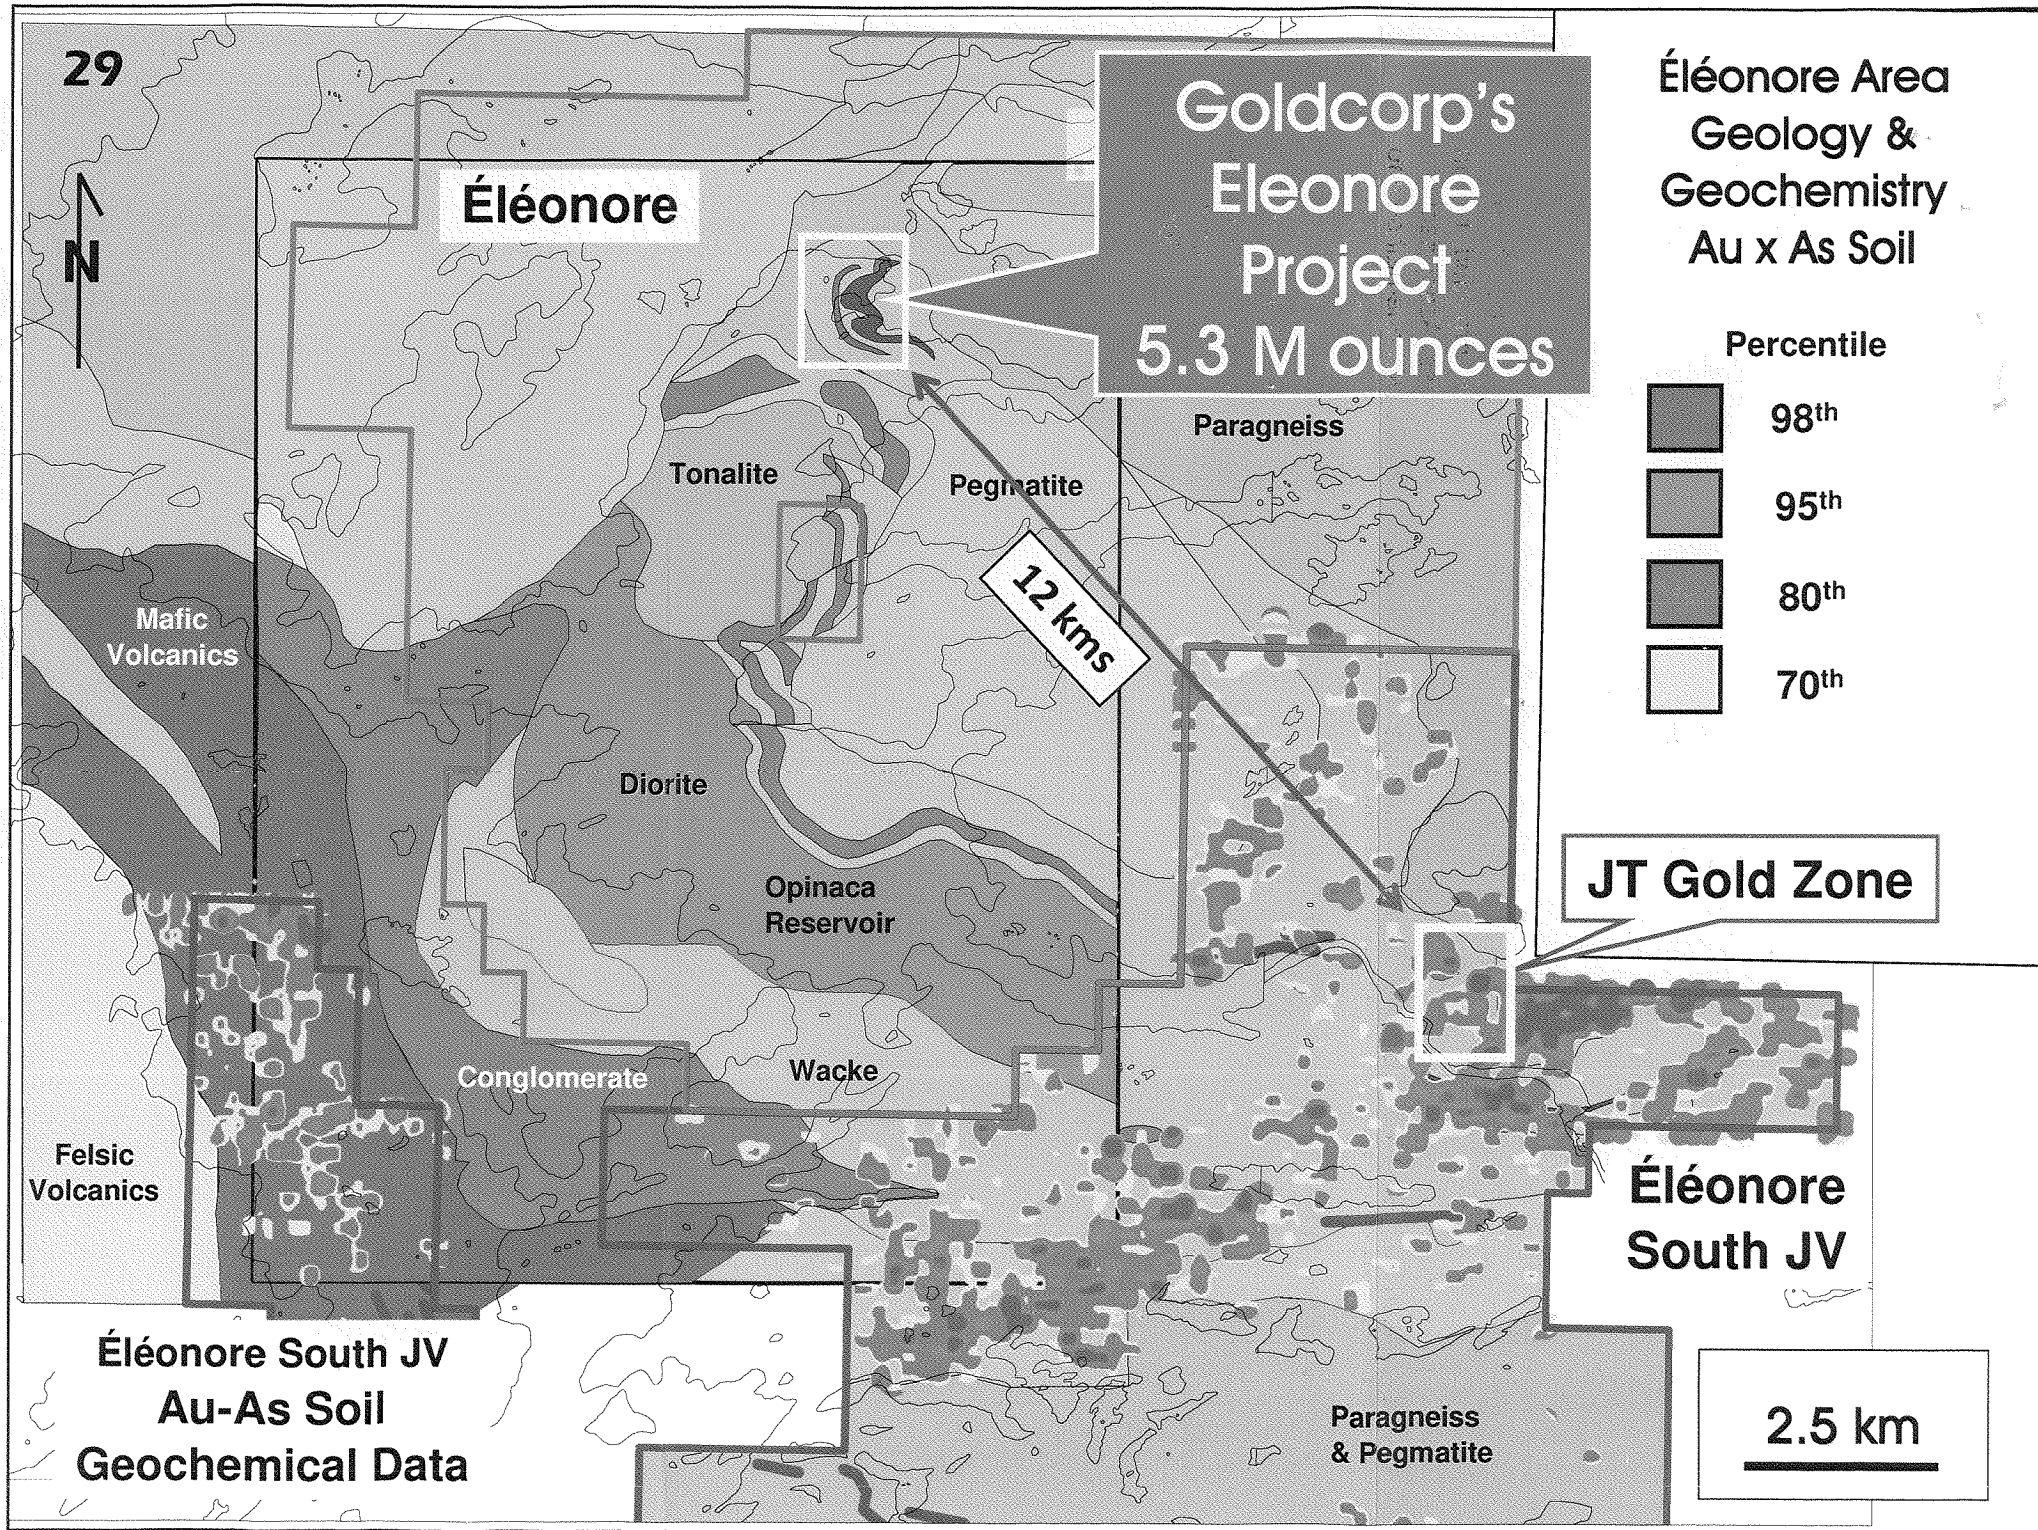 29
Éléonore
N
Goldcorp's
Eleonore
Project
5.3 M ounces
Éléonore Area
Geology &
Geochemistry
Au x As Soil
Percentile
98th
95th
80th
70th
Paragneiss
Tonalite
Pegmatite
12 kms
Mafic
Volcanics
Diorite
Opinaca
Reservoir
JT Gold Zone
Wacke
Conglomerate
Felsic
Volcanics
Éléonore
South JV
Éléonore South JV
Au-As Soil
Geochemical Data
Paragneiss
& Pegmatite
2.5 km